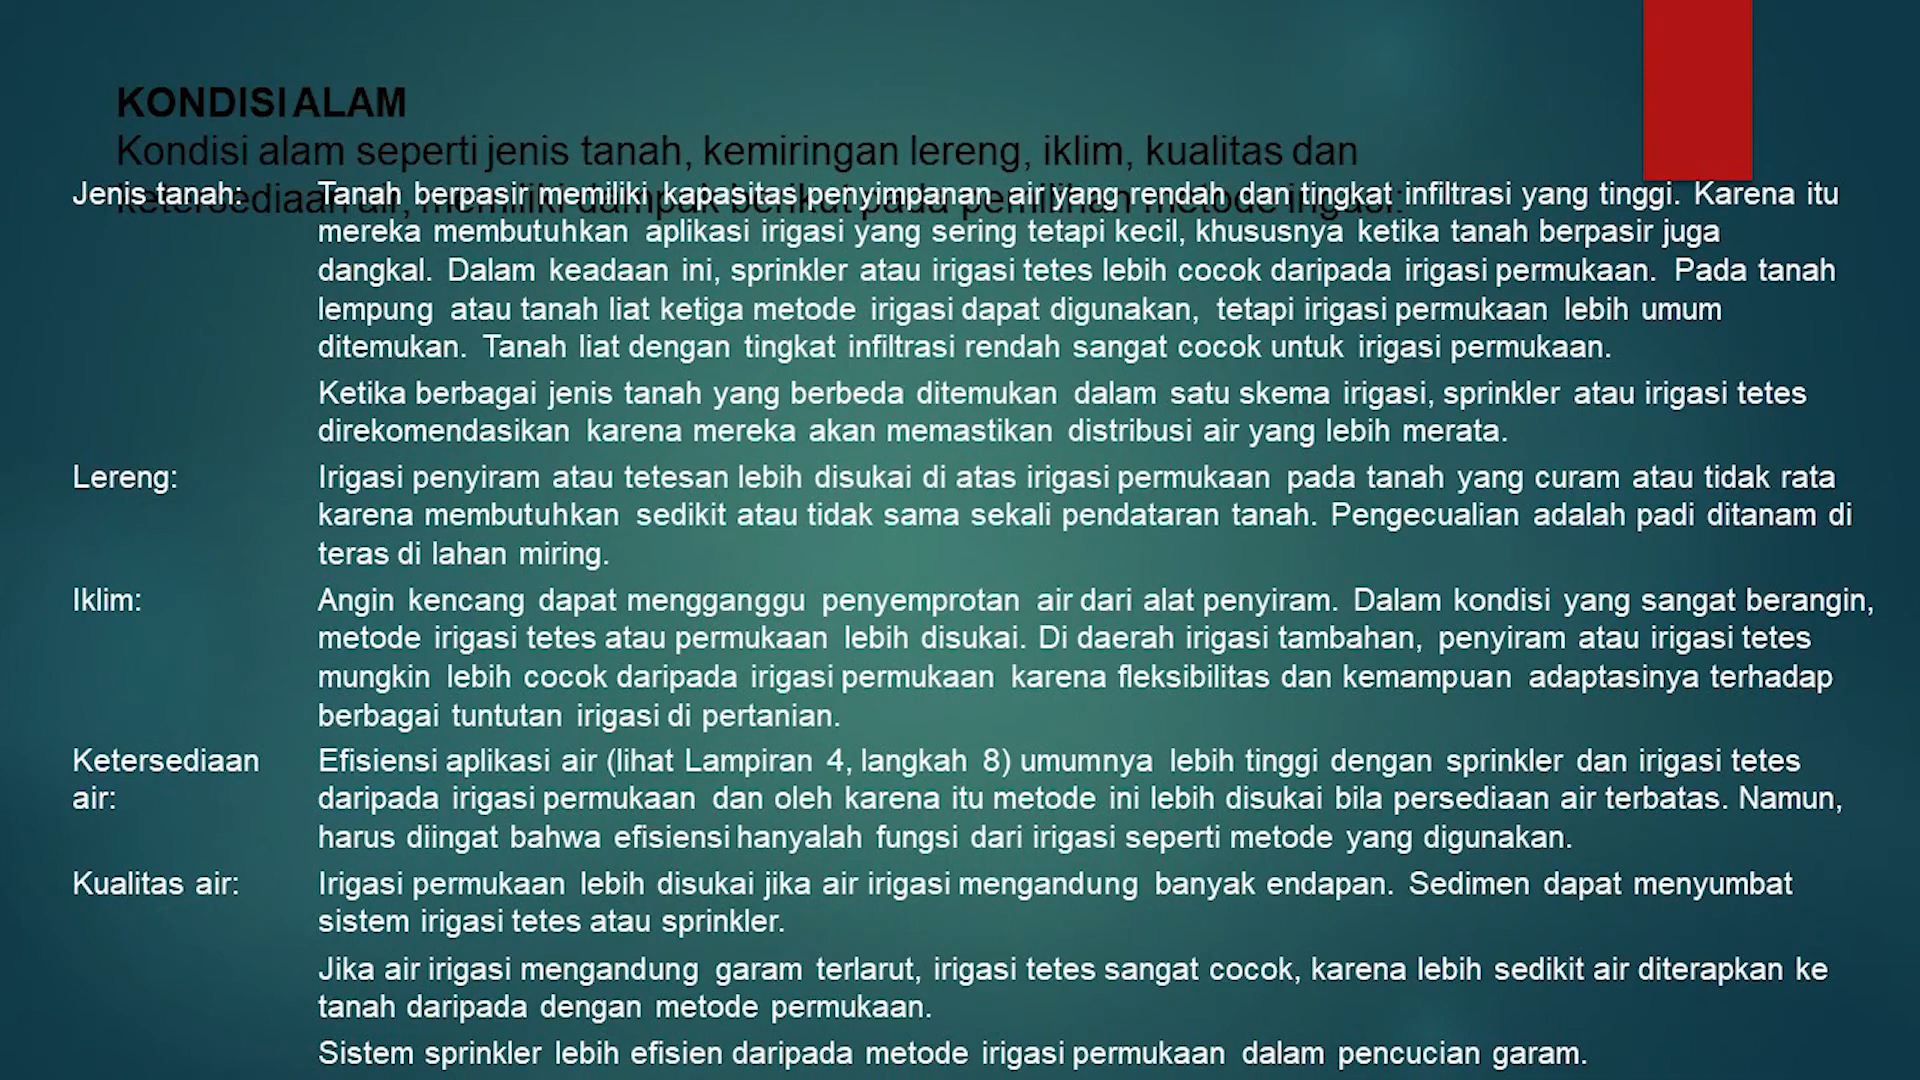 KONDISI ALAM
Kondisi alam seperti jenis tanah, kemiringan lereng, iklim, kualitas dan
ketersediaan air, memiliki dampak berikut pada pemilihan metode irigasi:
Jenis tanah: Tanah berpasir memiliki kapasitas penyimpanan air yang rendah dan tingkat infiltrasi yang tinggi. Karena itu
mereka membutuhkan aplikasi irigasi yang sering tetapi kecil, khususnya ketika tanah berpasir juga
dangkal. Dalam keadaan ini, sprinkler atau irigasi tetes lebih cocok daripada irigasi permukaan. Pada tanah
lempung atau tanah liat ketiga metode irigasi dapat digunakan, tetapi irigasi permukaan lebih umum
ditemukan. Tanah liat dengan tingkat infiltrasi rendah sangat cocok untuk irigasi permukaan.
Ketika berbagai jenis tanah yang berbeda ditemukan dalam satu skema irigasi, sprinkler atau irigasi tetes
direkomendasikan karena mereka akan memastikan distribusi air yang lebih merata.
Lereng: Irigasi penyiram atau tetesan lebih disukai di atas irigasi permukaan pada tanah yang curam atau tidak rata
karena membutuhkan sedikit atau tidak sama sekali pendataran tanah. Pengecualian adalah padi ditanam di
teras di lahan miring.
Iklim: Angin kencang dapat mengganggu penyemprotan air dari alat penyiram. Dalam kondisi yang sangat berangin,
metode irigasi tetes atau permukaan lebih disukai. Di daerah irigasi tambahan, penyiram atau irigasi tetes
mungkin lebih cocok daripada irigasi permukaan karena fleksibilitas dan kemampuan adaptasinya terhadap
berbagai tuntutan irigasi di pertanian.
Ketersediaan Efisiensi aplikasi air (lihat Lampiran 4, langkah 8) umumnya lebih tinggi dengan sprinkler dan irigasi tetes
air: daripada irigasi permukaan dan oleh karena itu metode ini lebih disukai bila persediaan air terbatas. Namun,
harus diingat bahwa efisiensi hanyalah fungsi dari irigasi seperti metode yang digunakan.
Kualitas air: Irigasi permukaan lebih disukai jika air irigasi mengandung banyak endapan. Sedimen dapat menyumbat
sistem irigasi tetes atau sprinkler.
Jika air irigasi mengandung garam terlarut, irigasi tetes sangat cocok, karena lebih sedikit air diterapkan ke
tanah daripada dengan metode permukaan.
Sistem sprinkler lebih efisien daripada metode irigasi permukaan dalam pencucian garam.